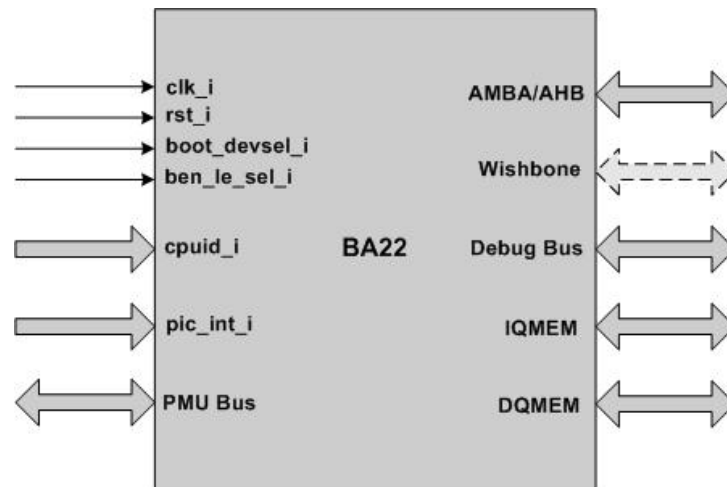 clk_i
rst_i
boot_devsel_i
ben_le_sel_i
cpuid_i
pic_int_i
PMU Bus
BA22
AMBA/AHB
Wishbone
Debug Bus
IQMEM
DQMEM